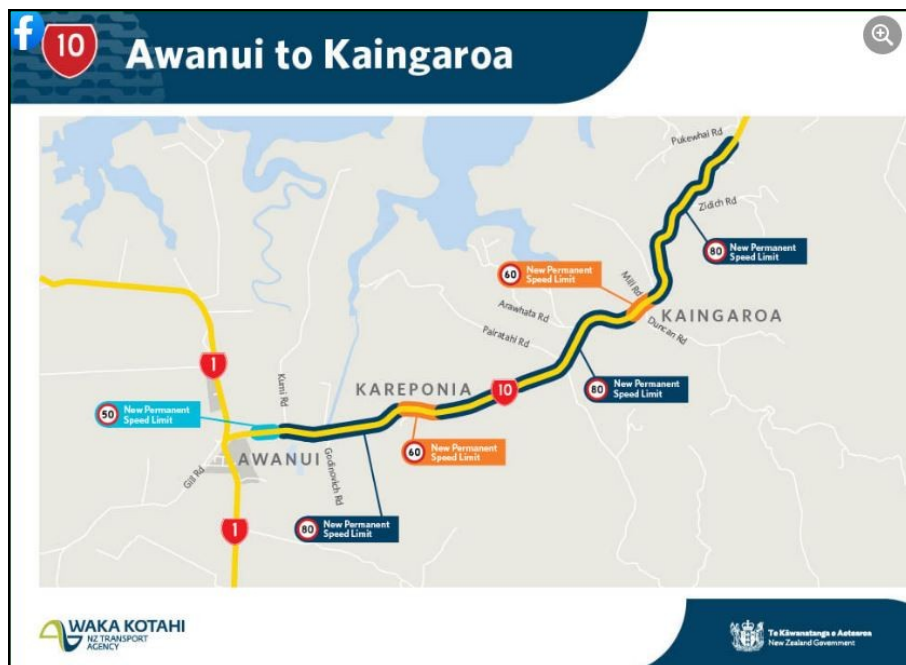 10
Awanui to Kaingaroa
Pukewhai Rd
Zidich Rd
80 New Permanent
Speed Limit
60 New Permanent
Speed Limit
Mill Rd
KAINGAROA
Duncan Rd
Arawhata Rd
Pairatahi Rd
1
Kumi Rd
KAREPONIA
10
80 New Permanent
Speed Limit
50 New Permanent
Speed Limit
60 New Permanent
Speed Limit
AWANUI
Gill Rd
Godinovich Rd
1
80 New Permanent
Speed Limit
WAKA KOTAHI
NZ TRANSPORT
AGENCY
Te Kāwanatanga o Aotearoa
New Zealand Government